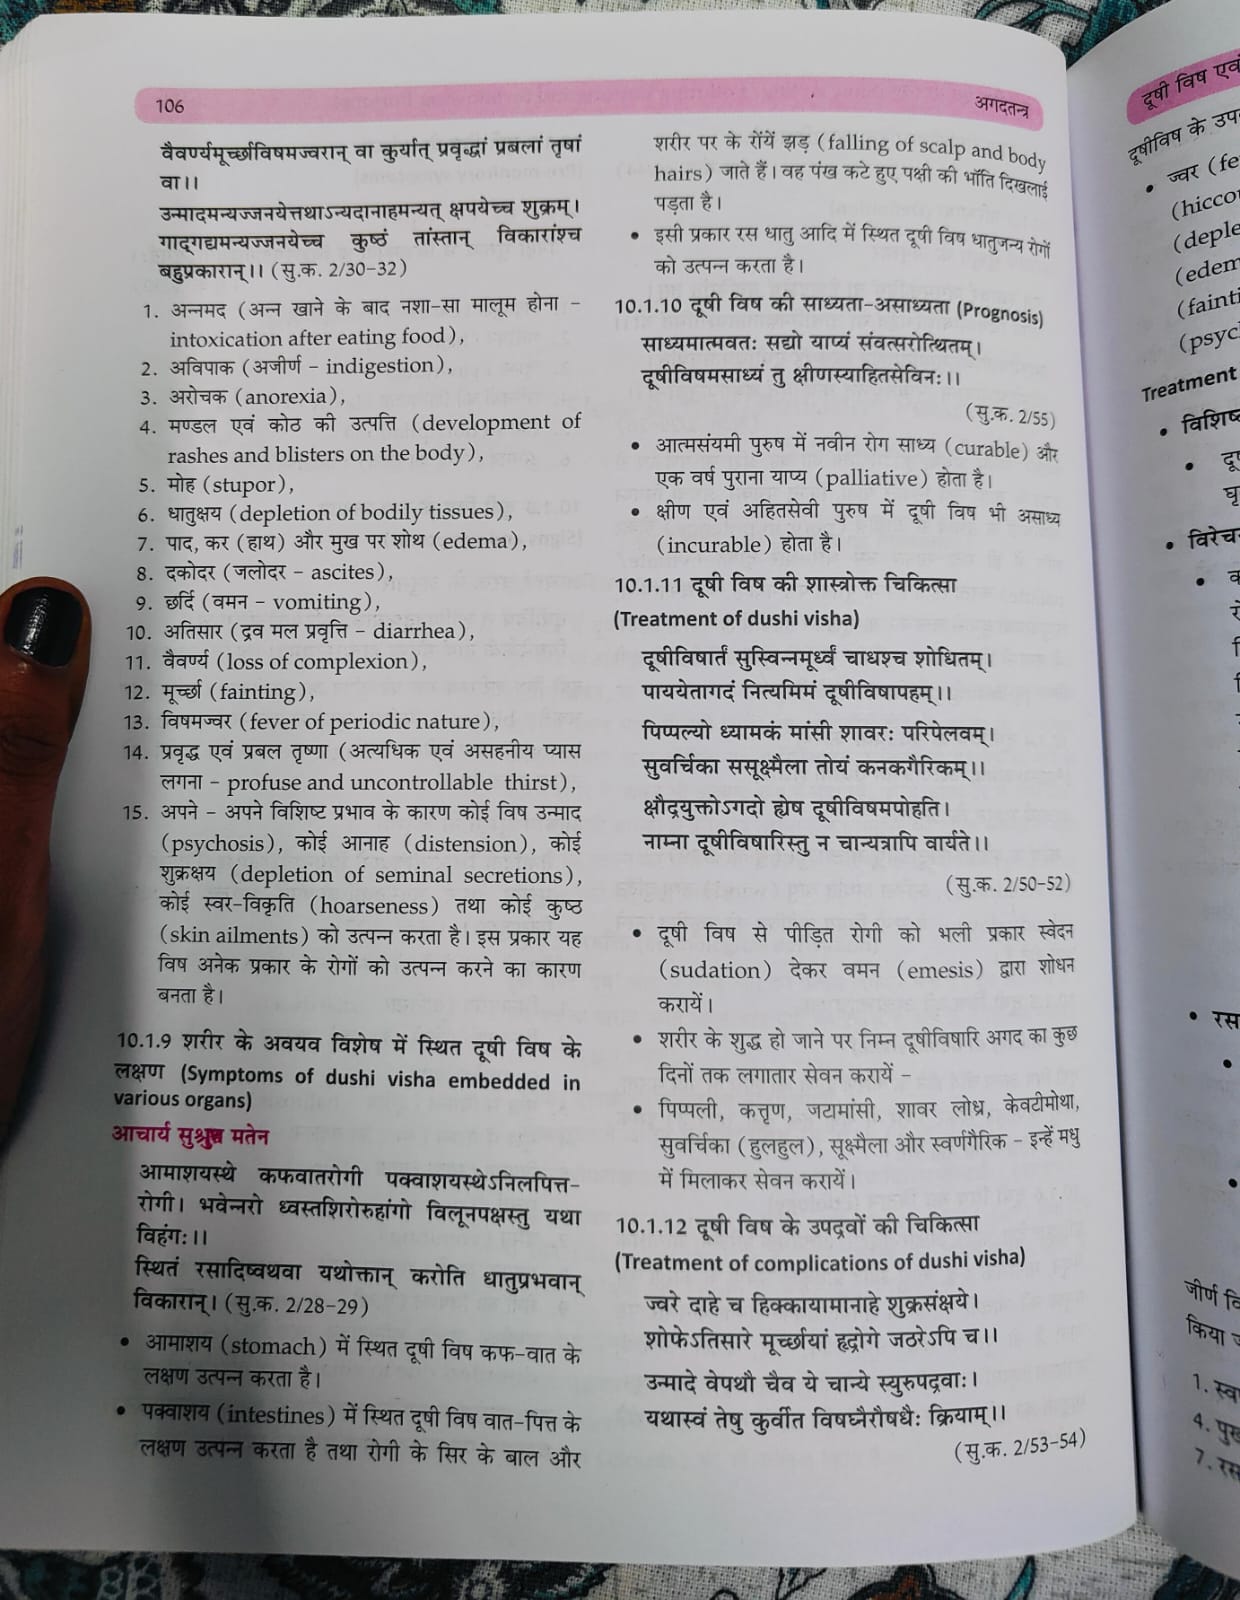 106
अगदतन्त्र
वैवर्ण्यमूर्च्छाविषमज्वरान् वा कुर्यात् प्रवृद्धां प्रबलां तृषां
वा।।
उन्मादमन्यज्जनयेत्तथाऽन्यदानाहमन्यत् क्षपयेच्च शुक्रम्।
गाद्गद्यमन्यज्जनयेच्च कुष्ठं तांस्तान् विकारांश्च
बहुप्रकारान्।। (सु.क. 2/30-32)
1. अन्नमद (अन्न खाने के बाद नशा-सा मालूम होना –
intoxication after eating food),
2. अविपाक (अजीर्ण – indigestion),
3. अरोचक (anorexia),
4. मण्डल एवं कोठ की उत्पत्ति (development of
rashes and blisters on the body),
5. मोह (stupor),
6. धातुक्षय (depletion of bodily tissues),
7. पाद, कर (हाथ) और मुख पर शोथ (edema),
8. दकोदर (जलोदर – ascites),
9. छर्दि (वमन – vomiting),
10. अतिसार (द्रव मल प्रवृत्ति – diarrhea),
11. वैवर्ण्य (loss of complexion),
12. मूर्च्छा (fainting),
13. विषमज्वर (fever of periodic nature),
14. प्रवृद्ध एवं प्रबल तृष्णा (अत्यधिक एवं असहनीय प्यास
लगना – profuse and uncontrollable thirst),
15. अपने – अपने विशिष्ट प्रभाव के कारण कोई विष उन्माद
(psychosis), कोई आनाह (distension), कोई
शुक्रक्षय (depletion of seminal secretions),
कोई स्वर-विकृति (hoarseness) तथा कोई कुष्ठ
(skin ailments) को उत्पन्न करता है। इस प्रकार यह
विष अनेक प्रकार के रोगों को उत्पन्न करने का कारण
बनता है।
10.1.9 शरीर के अवयव विशेष में स्थित दूषी विष के
लक्षण (Symptoms of dushi visha embedded in
various organs)
आचार्य मतेन
आमाशयस्थे कफवातरोगी पक्वाशयस्थेऽनिलपित्त-
रोगी। भवेन्नरो ध्वस्तशिरोरुहांगो विलूनपक्षस्तु यथा
विहंगः।।
स्थितं रसादिष्वथवा यथोक्तान् करोति धातुप्रभवान्
विकारान्। (सु.क. 2/28-29)
• आमाशय (stomach) में स्थित दूषी विष कफ-वात के
लक्षण उत्पन्न करता है।
• पक्वाशय (intestines) में स्थित दूषी विष वात-पित्त के
लक्षण उत्पन्न करता है तथा रोगी के सिर के बाल और
शरीर पर के रोंयें झड़ (falling of scalp and body
hairs) जाते हैं। वह पंख कटे हुए पक्षी की भाँति दिखलाई
पड़ता है।
• इसी प्रकार रस धातु आदि में स्थित दूषी विष धातुजन्य रोगों
को उत्पन्न करता है।
10.1.10 दूषी विष की साध्यता-असाध्यता (Prognosis)
साध्यमात्मवतः सद्यो याप्यं संवत्सरोत्थितम्।
दूषीविषमसाध्यं तु क्षीणस्याहितसेविनः।।
(सु.क. 2/55)
• आत्मसंयमी पुरुष में नवीन रोग साध्य (curable) और
एक वर्ष पुराना याप्य (palliative) होता है।
• क्षीण एवं अहितसेवी पुरुष में दूषी विष भी असाध्य
(incurable) होता है।
10.1.11 दूषी विष की शास्त्रोक्त चिकित्सा
(Treatment of dushi visha)
दूषीविषार्तं सुस्विन्नमूर्ध्वं चाधश्च शोधितम्।
पाययेतागदं नित्यमिमं दूषीविषापहम्।।
पिप्पल्यो ध्यामकं मांसी शावरः परिपेलवम्।
सुवर्चिका ससूक्ष्मैला तोयं कनकगैरिकम्।।
क्षौद्रयुक्तोऽगदो ह्येष दूषीविषमपोहति।
नाम्ना दूषीविषारिस्तु न चान्यत्रापि वार्यते।।
(सु.क. 2/50-52)
• दूषी विष से पीड़ित रोगी को भली प्रकार स्वेदन
(sudation) देकर वमन (emesis) द्वारा शोधन
करायें।
• शरीर के शुद्ध हो जाने पर निम्न दूषीविषारि अगद का कुछ
दिनों तक लगातार सेवन करायें –
• पिप्पली, कत्तृण, जटामांसी, शावर लोध्र, केवटीमोथा,
सुवर्चिका (हुलहुल), सूक्ष्मैला और स्वर्णगैरिक – इन्हें मधु
में मिलाकर सेवन करायें।
10.1.12 दूषी विष के उपद्रवों की चिकित्सा
(Treatment of complications of dushi visha)
ज्वरे दाहे च हिक्कायामानाहे शुक्रसंक्षये।
शोफेऽतिसारे मूर्च्छायां हृद्रोगे जठरेऽपि च।।
उन्मादे वेपथौ चैव ये चान्ये स्युरुपद्रवाः।
यथास्वं तेषु कुर्वीत विषघ्नैरौषधैः क्रियाम्।।
(सु.क. 2/53-54)
दूषी विष एवं
दूषीविष के
• ज्वर
Treatment
•
•
•
•
• रस
•
•
जीर्ण
किया
1.
4.
7. रस